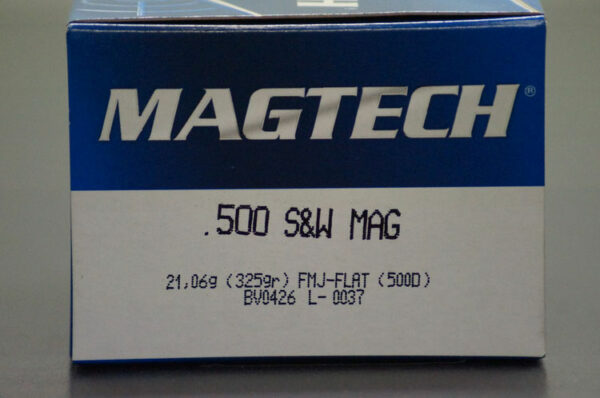 MAGTECH®
.500 S&W MAG
21,06g (325gr) FMJ-FLAT (500D)
BV0426 L-0037